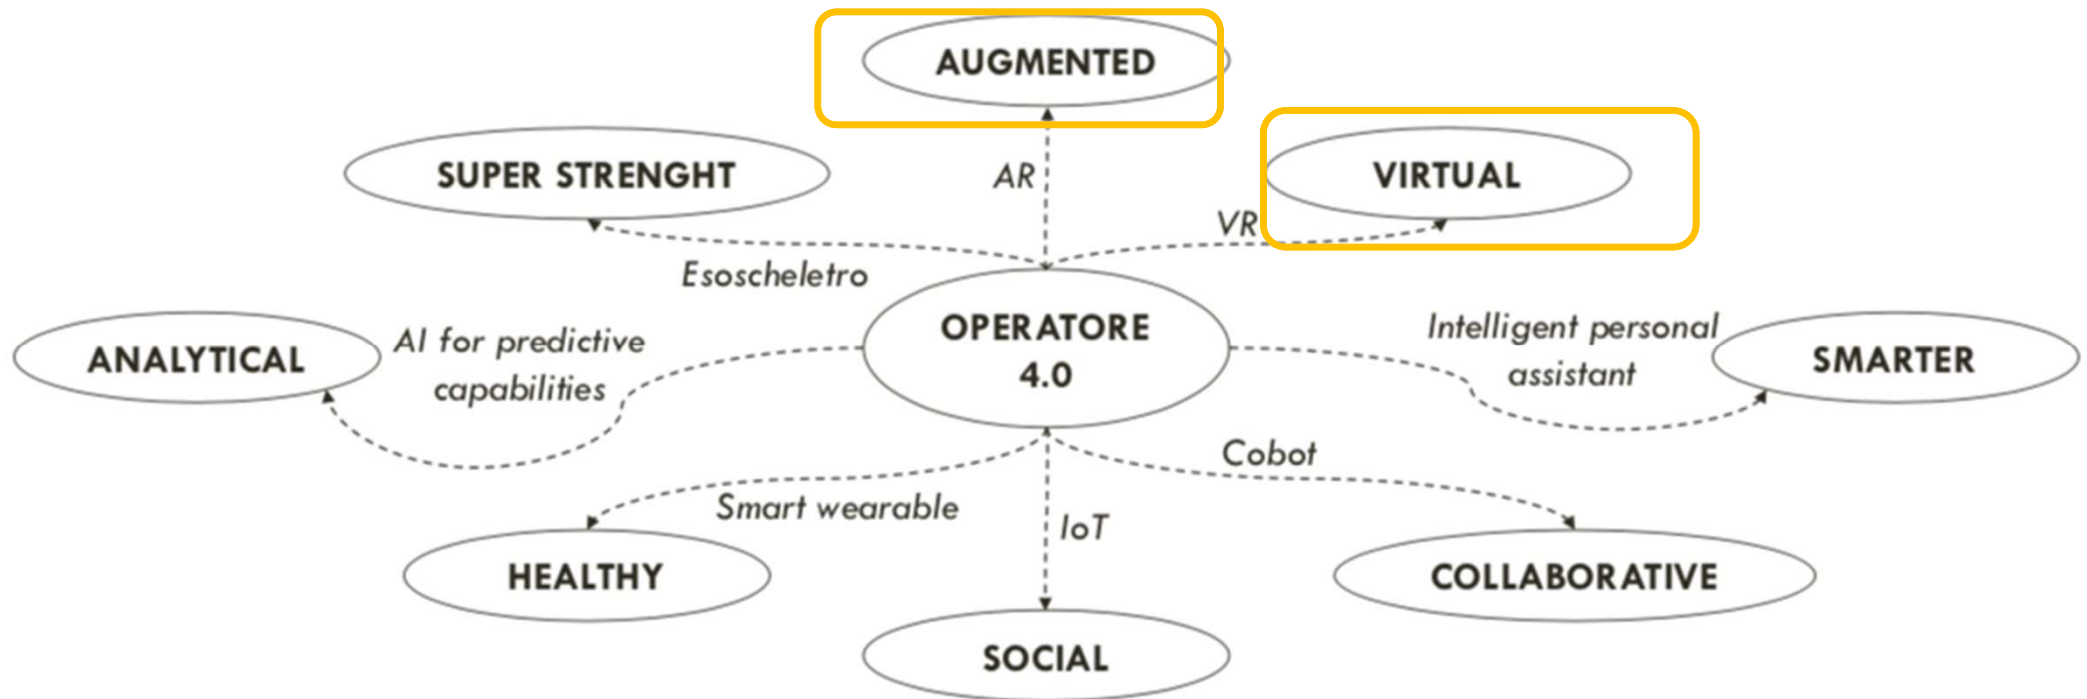 AUGMENTED
SUPER STRENGHT
AR
VIRTUAL
VR
Esoscheletro
OPERATORE
4.0
ANALYTICAL
AI for predictive
capabilities
Intelligent personal
assistant
SMARTER
Cobot
Smart wearable
IoT
HEALTHY
COLLABORATIVE
SOCIAL